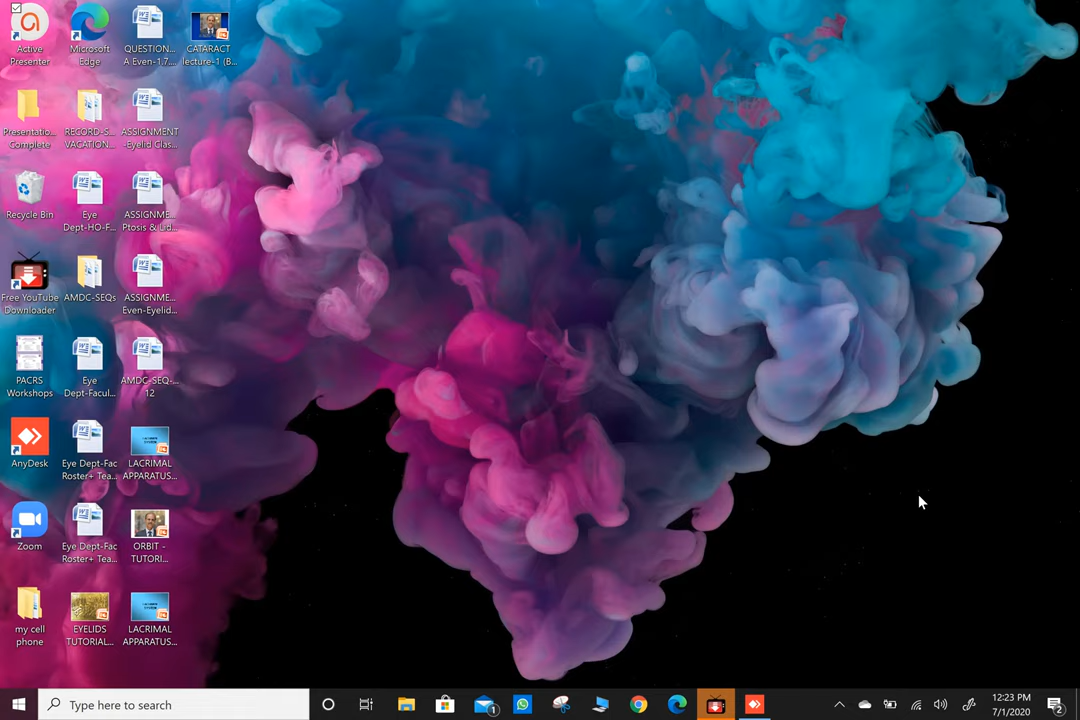 Active
Presenter
Microsoft
Edge
QUESTION...
A Even-1.7....
CATARACT
lecture-1 (B...
Presentatio...
Complete
RECORD-S...
VACATION...
ASSIGNMENT
-Eyelid Clas...
Recycle Bin
Eye
Dept-HO-F...
ASSIGNME...
Ptosis & Lid...
Free YouTube
Downloader
AMDC-SEQs
ASSIGNME...
Even-Eyelid...
PACRS
Workshops
Eye
Dept-Facul...
AMDC-SEQ-...
12
AnyDesk
Eye Dept-Fac
Roster+ Tea...
LACRIMAL
APPARATUS...
Zoom
Eye Dept-Fac
Roster+ Tea...
ORBIT -
TUTORI...
my cell
phone
EYELIDS
TUTORIAL...
LACRIMAL
APPARATUS...
Type here to search
1
12:23 PM
7/1/2020
2